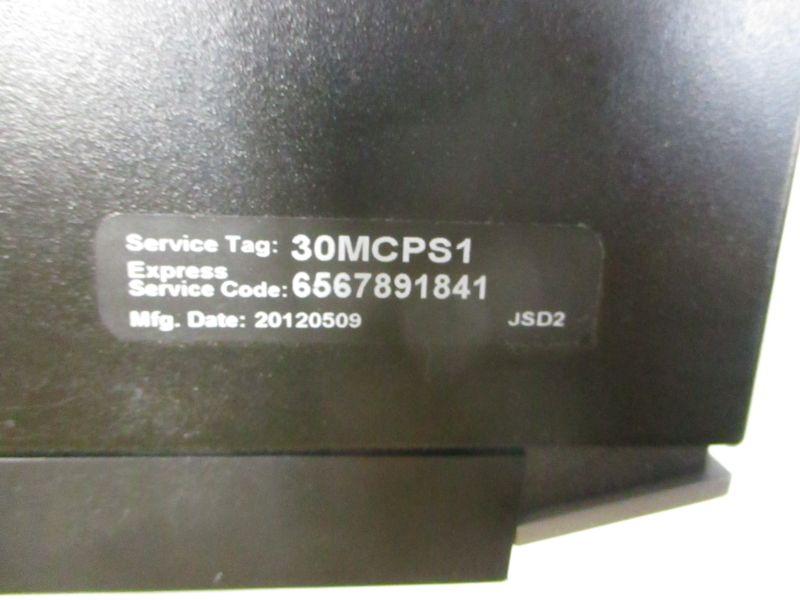 Service Tag: 30MCPS1
Express
Service Code: 6567891841
Mfg. Date: 20120509 JSD2